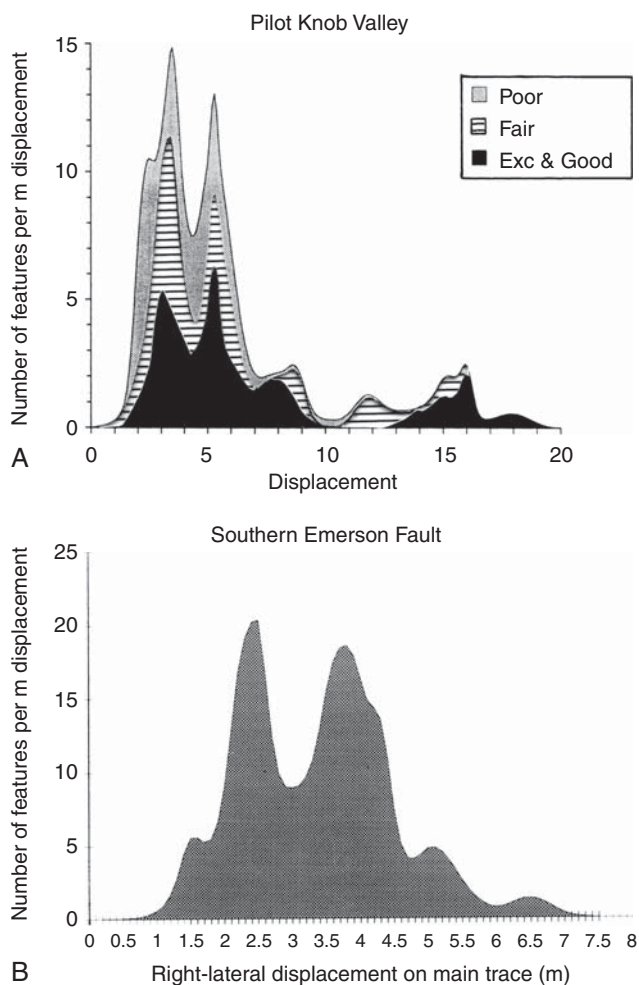 Pilot Knob Valley
15
10
5
0
Number of features per m displacement
Poor
Fair
Exc & Good
0 5 10 15 20
Displacement
A
Southern Emerson Fault
25
20
15
10
5
0
Number of features per m displacement
0 0.5 1 1.5 2 2.5 3 3.5 4 4.5 5 5.5 6 6.5 7 7.5 8
Right-lateral displacement on main trace (m)
B